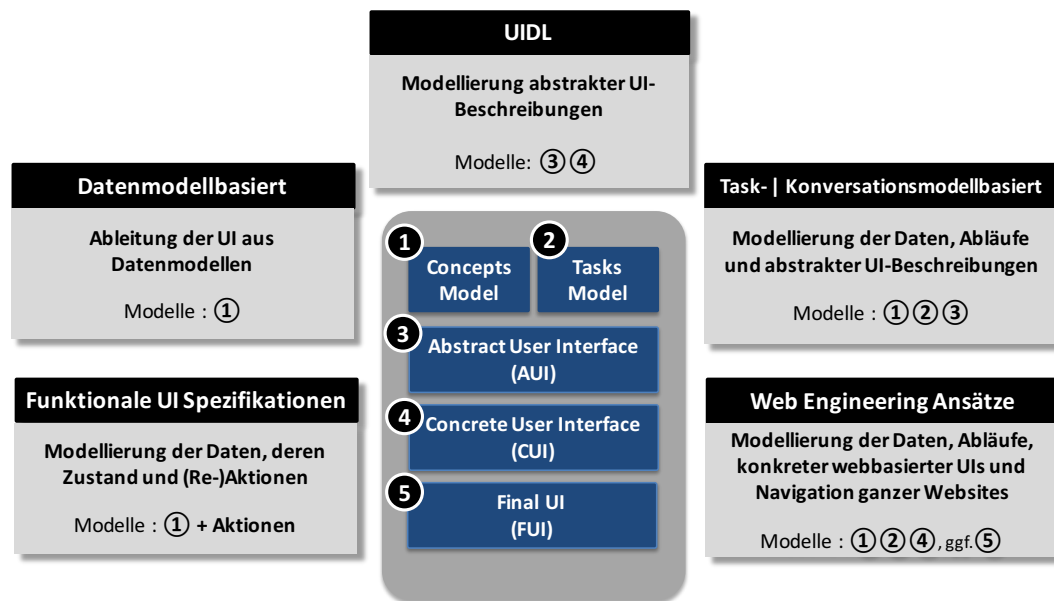 UIDL
Modellierung abstrakter UI-
Beschreibungen
Modelle: ③④
Datenmodellbasiert
Ableitung der UI aus
Datenmodellen
Modelle : ①
Task- | Konversationsmodellbasiert
Modellierung der Daten, Abläufe
und abstrakter UI-Beschreibungen
Modelle : ①②③
1
Concepts
Model
2
Tasks
Model
3
Abstract User Interface
(AUI)
4
Concrete User Interface
(CUI)
5
Final UI
(FUI)
Funktionale UI Spezifikationen
Modellierung der Daten, deren
Zustand und (Re-)Aktionen
Modelle : ① + Aktionen
Web Engineering Ansätze
Modellierung der Daten, Abläufe,
konkreter webbasierter UIs und
Navigation ganzer Websites
Modelle : ①②④, ggf.⑤